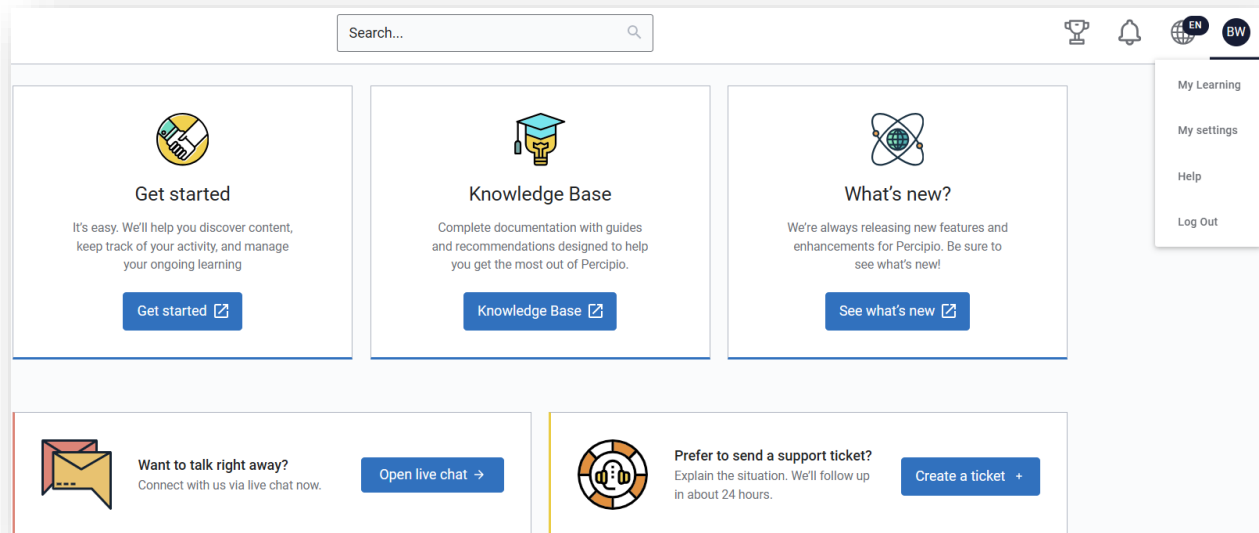 Search...
EN
BW
My Learning
My settings
Help
Log Out
Get started
It's easy. We'll help you discover content,
keep track of your activity, and manage
your ongoing learning
Get started
Knowledge Base
Complete documentation with guides
and recommendations designed to help
you get the most out of Percipio.
Knowledge Base
What's new?
We're always releasing new features and
enhancements for Percipio. Be sure to
see what's new!
See what's new
Want to talk right away?
Connect with us via live chat now.
Open live chat →
Prefer to send a support ticket?
Explain the situation. We'll follow up
in about 24 hours.
Create a ticket +